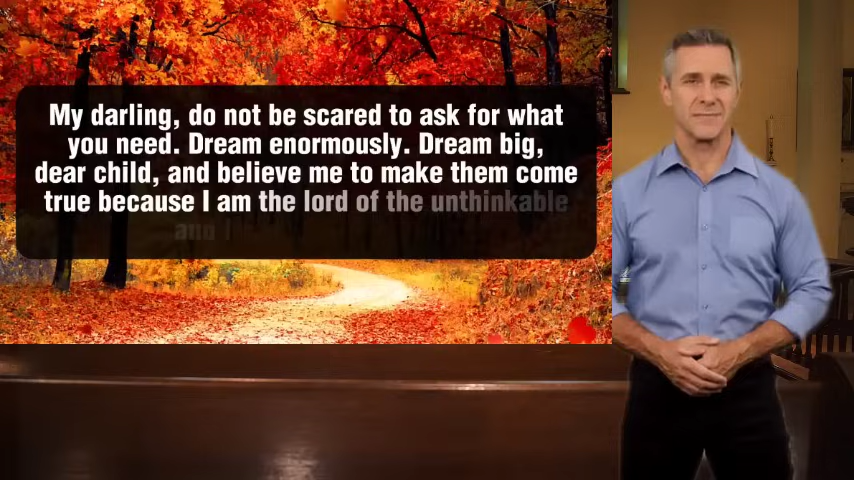 My darling, do not be scared to ask for what
you need. Dream enormously. Dream big,
dear child, and believe me to make them come
true because I am the lord of the unthinkable
and